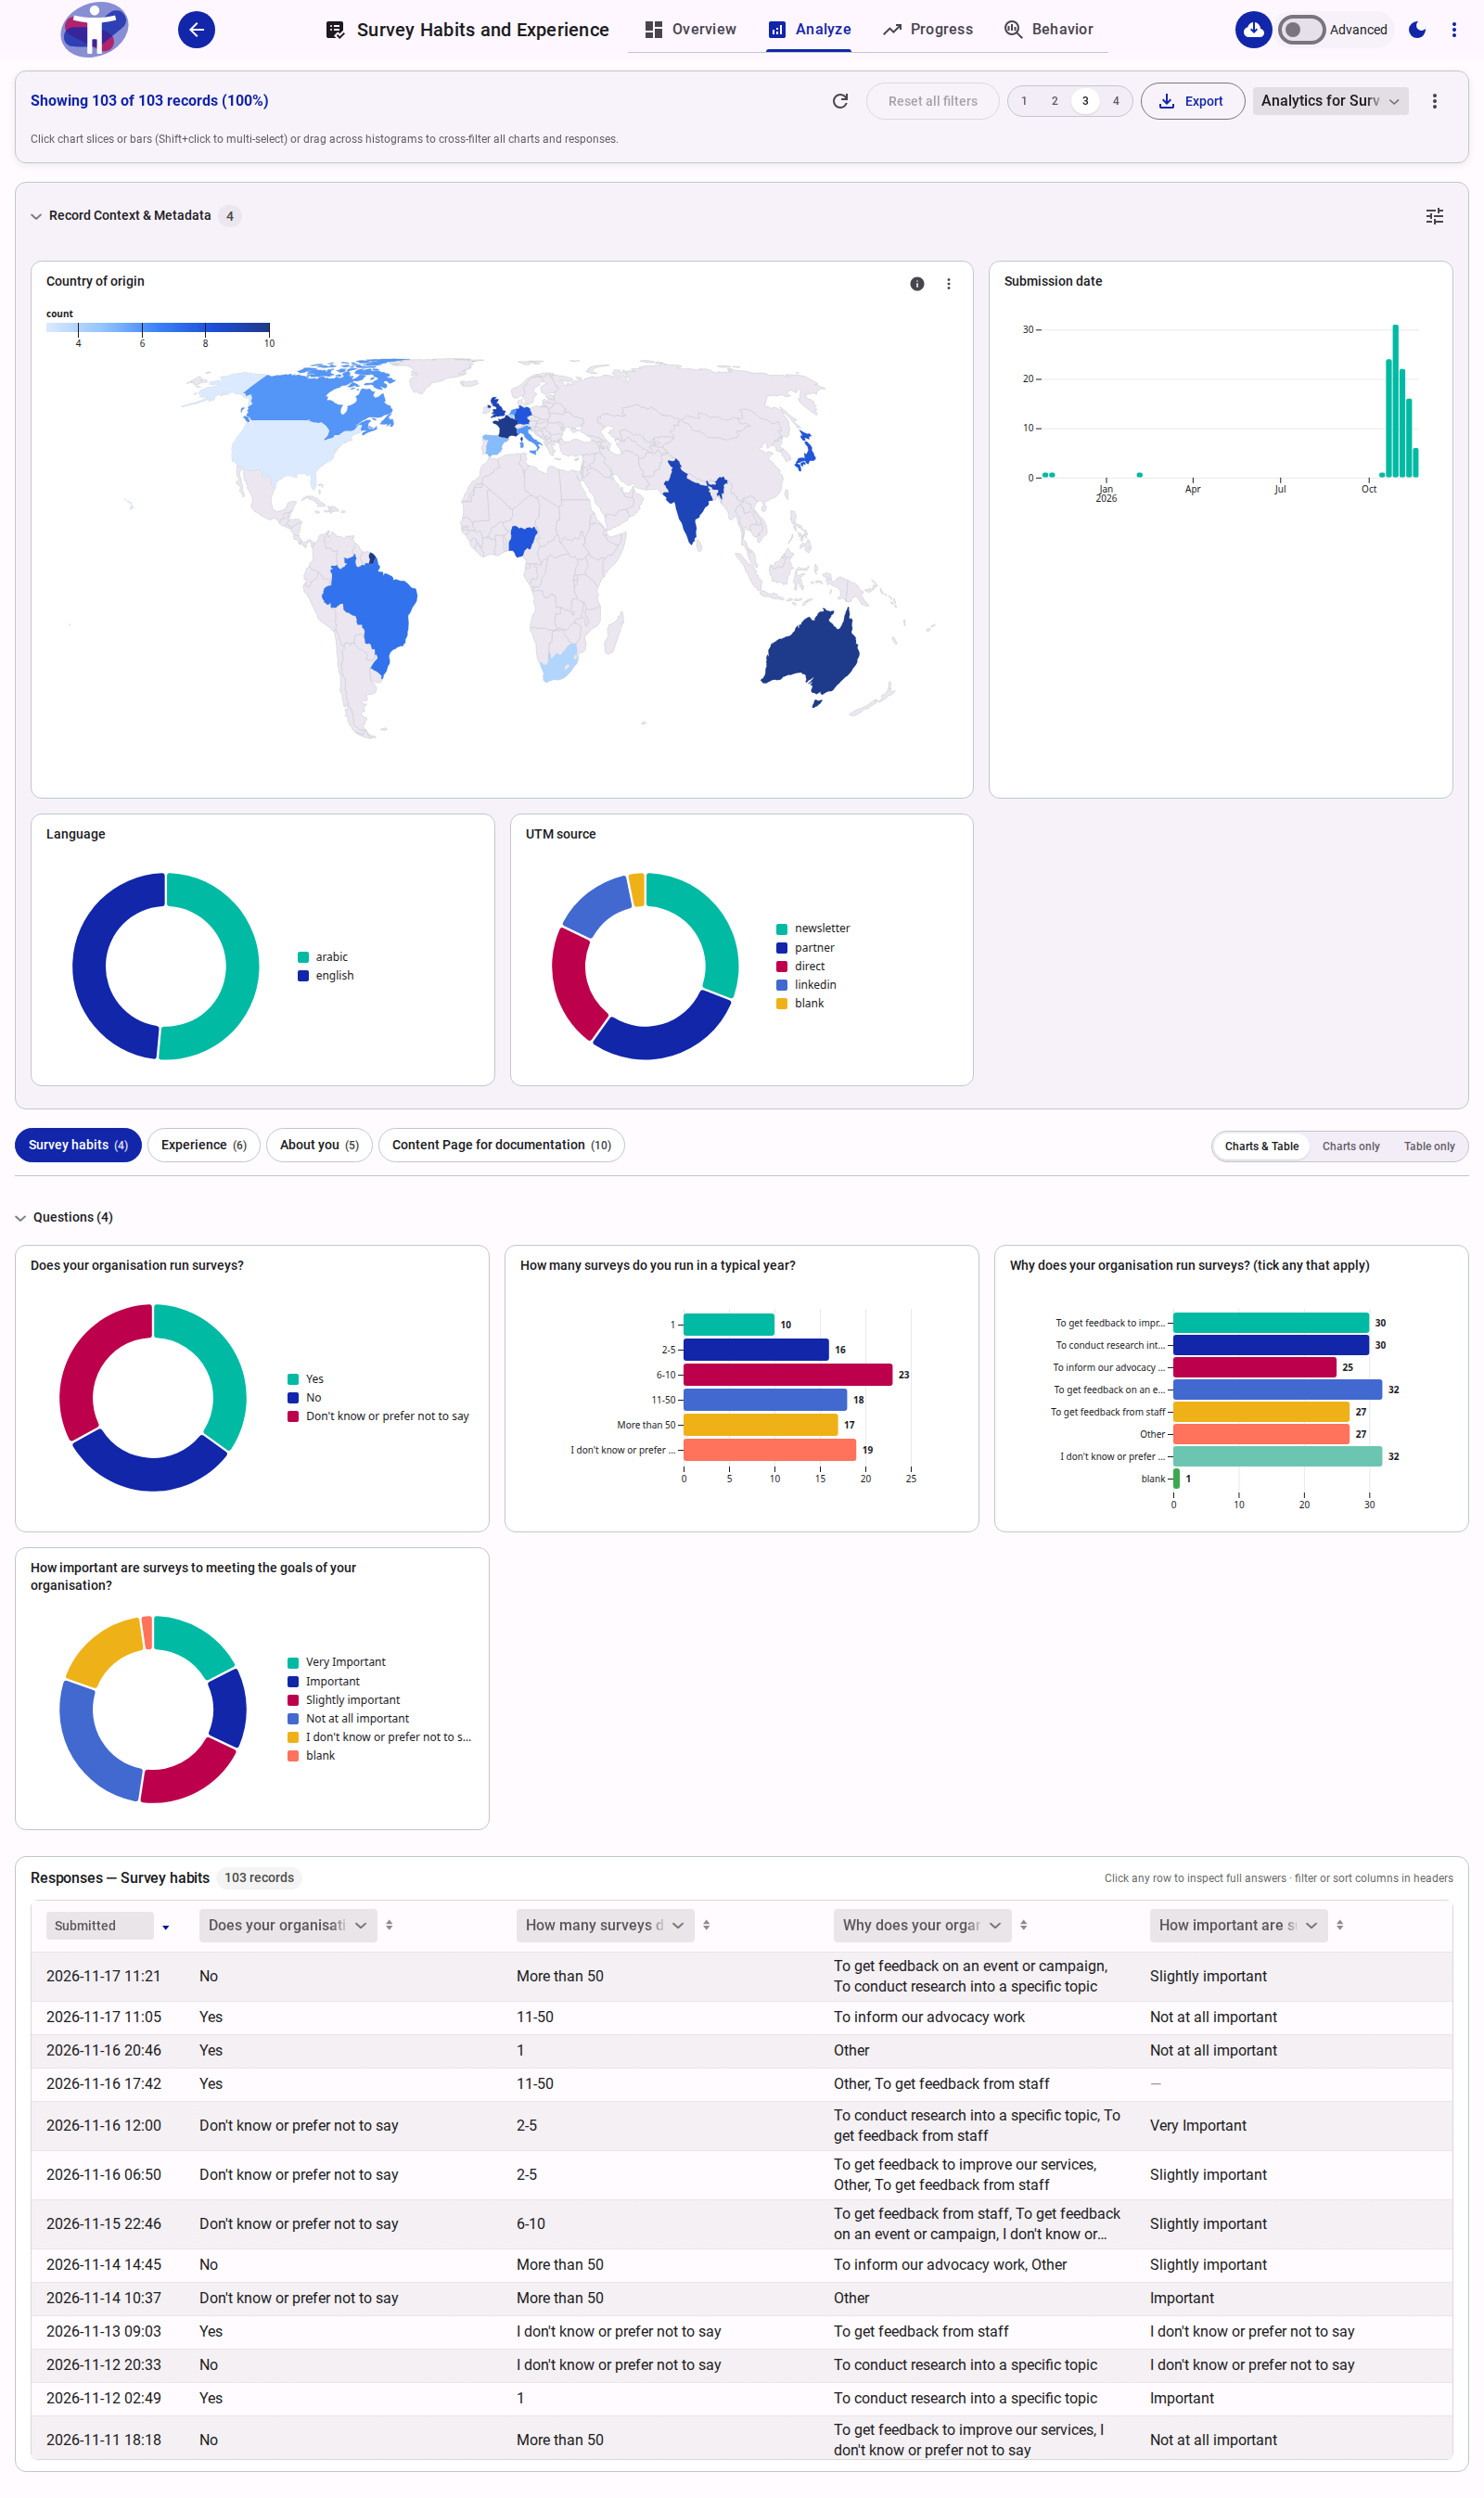 Survey Habits and Experience
Overview
Analyze
Progress
Behavior
Advanced
Showing 103 of 103 records (100%)
Reset all filters
1 2 3 4
Export
Analytics for Surv
Click chart slices or bars (Shift+click to multi-select) or drag across histograms to cross-filter all charts and responses.
Record Context & Metadata 4
Country of origin
count
4 6 8 10
Submission date
30
20
10
0
Jan
2026
Apr
Jul
Oct
Language
arabic
english
UTM source
newsletter
partner
direct
linkedin
blank
Survey habits (4)
Experience (6)
About you (5)
Content Page for documentation (10)
Charts & Table
Charts only
Table only
Questions (4)
Does your organisation run surveys?
Yes
No
Don't know or prefer not to say
How many surveys do you run in a typical year?
1 10
2-5 16
6-10 23
11-50 18
More than 50 17
I don't know or prefer ... 19
0 5 10 15 20 25
Why does your organisation run surveys? (tick any that apply)
To get feedback to impr... 30
To conduct research int... 30
To inform our advocacy ... 25
To get feedback on an e... 32
To get feedback from staff 27
Other 27
I don't know or prefer ... 32
blank 1
0 10 20 30
How important are surveys to meeting the goals of your
organisation?
Very Important
Important
Slightly important
Not at all important
I don't know or prefer not to s...
blank
Responses — Survey habits 103 records
Click any row to inspect full answers · filter or sort columns in headers
Submitted
Does your organisati
How many surveys d
Why does your organ
How important are s
2026-11-17 11:21 No More than 50 To get feedback on an event or campaign,
To conduct research into a specific topic Slightly important
2026-11-17 11:05 Yes 11-50 To inform our advocacy work Not at all important
2026-11-16 20:46 Yes 1 Other Not at all important
2026-11-16 17:42 Yes 11-50 Other, To get feedback from staff —
2026-11-16 12:00 Don't know or prefer not to say 2-5 To conduct research into a specific topic, To
get feedback from staff Very Important
2026-11-16 06:50 Don't know or prefer not to say 2-5 To get feedback to improve our services,
Other, To get feedback from staff Slightly important
2026-11-15 22:46 Don't know or prefer not to say 6-10 To get feedback from staff, To get feedback
on an event or campaign, I don't know or... Slightly important
2026-11-14 14:45 No More than 50 To inform our advocacy work, Other Slightly important
2026-11-14 10:37 Don't know or prefer not to say More than 50 Other Important
2026-11-13 09:03 Yes I don't know or prefer not to say To get feedback from staff I don't know or prefer not to say
2026-11-12 20:33 No I don't know or prefer not to say To conduct research into a specific topic I don't know or prefer not to say
2026-11-12 02:49 Yes 1 To conduct research into a specific topic Important
2026-11-11 18:18 No More than 50 To get feedback to improve our services, I
don't know or prefer not to say Not at all important